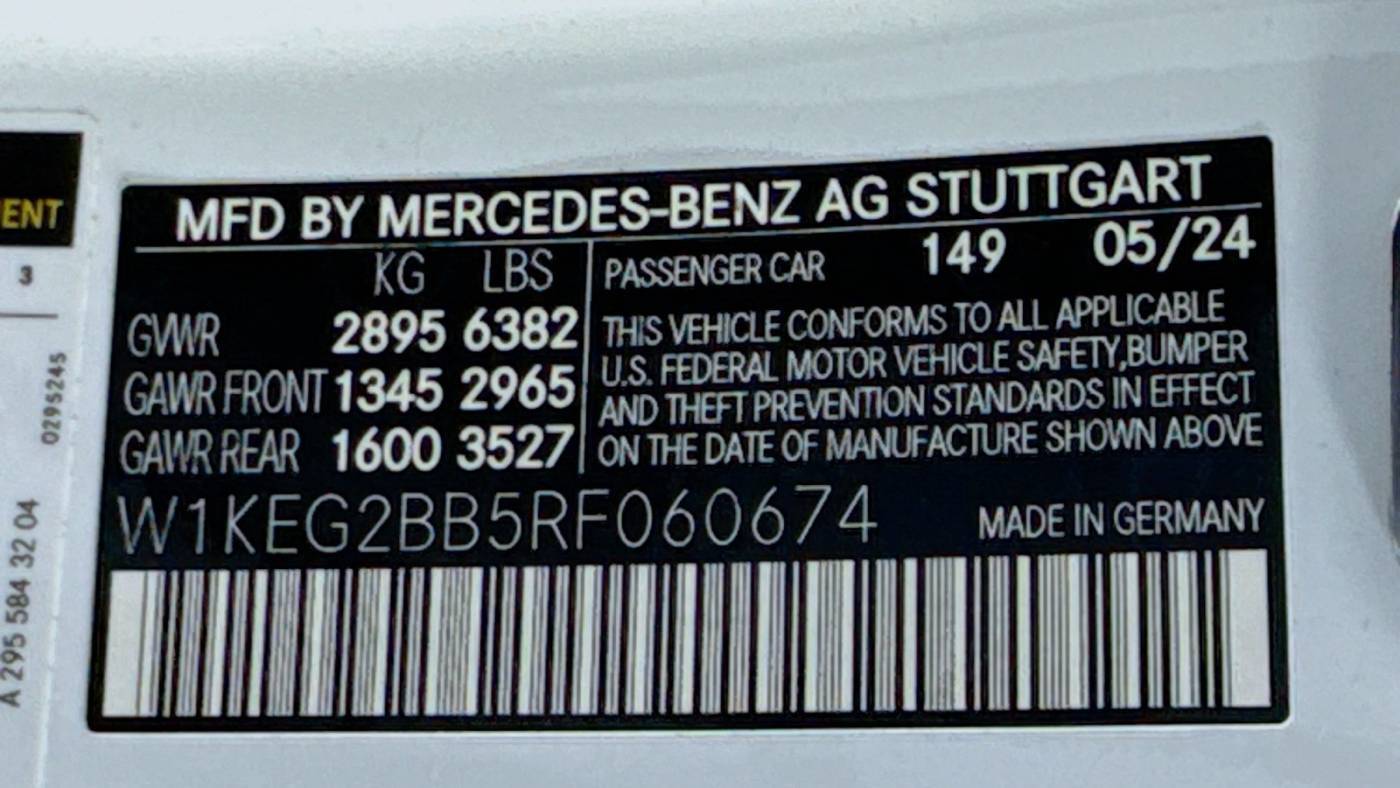 MFD BY MERCEDES-BENZ AG STUTTGART
KG LBS
GVWR 2895 6382
GAWR FRONT 1345 2965
GAWR REAR 1600 3527
PASSENGER CAR 149 05/24
THIS VEHICLE CONFORMS TO ALL APPLICABLE
U.S. FEDERAL MOTOR VEHICLE SAFETY,BUMPER
AND THEFT PREVENTION STANDARDS IN EFFECT
ON THE DATE OF MANUFACTURE SHOWN ABOVE
W1KEG2BB5RF060674
MADE IN GERMANY
ENT
3
0295245
A 295 584 32 04